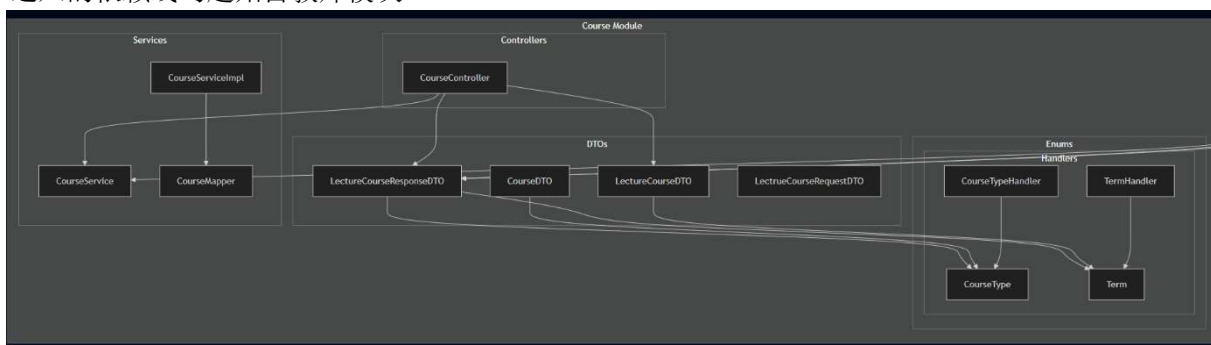 Course Module
Services
Controllers
CourseServiceImpl
CourseController
DTOs
Enums
Handlers
CourseService
CourseMapper
LectureCourseResponseDTO
CourseDTO
LectureCourseDTO
LectrueCourseRequestDTO
CourseTypeHandler
TermHandler
CourseType
Term